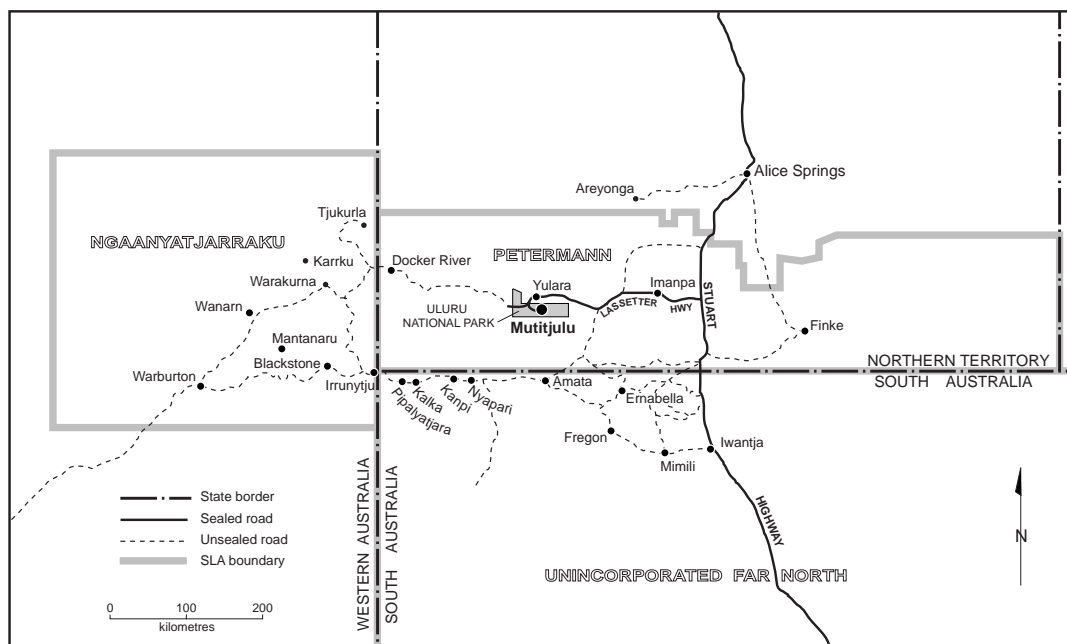 Alice Springs
Areyonga
Tjukurla
NGAANYATJARRAKU
PETERMANN
Karrku
Docker River
Warakurna
Yulara
Imanpa
STUART
Wanarn
ULURU
NATIONAL PARK
LASSETTER
HWY
Mutitjulu
Finke
Mantanaru
Blackstone
NORTHERN TERRITORY
Warburton
Irrunytju
SOUTH AUSTRALIA
Pipalyatjara
Kalka
Kanpi
Nyapari
Amata
Ernabella
Fregon
Iwantja
Mimili
State border
Sealed road
Unsealed road
SLA boundary
WESTERN AUSTRALIA
SOUTH AUSTRALIA
HIGHWAY
N
UNINCORPORATED FAR NORTH
0 100 200
kilometres